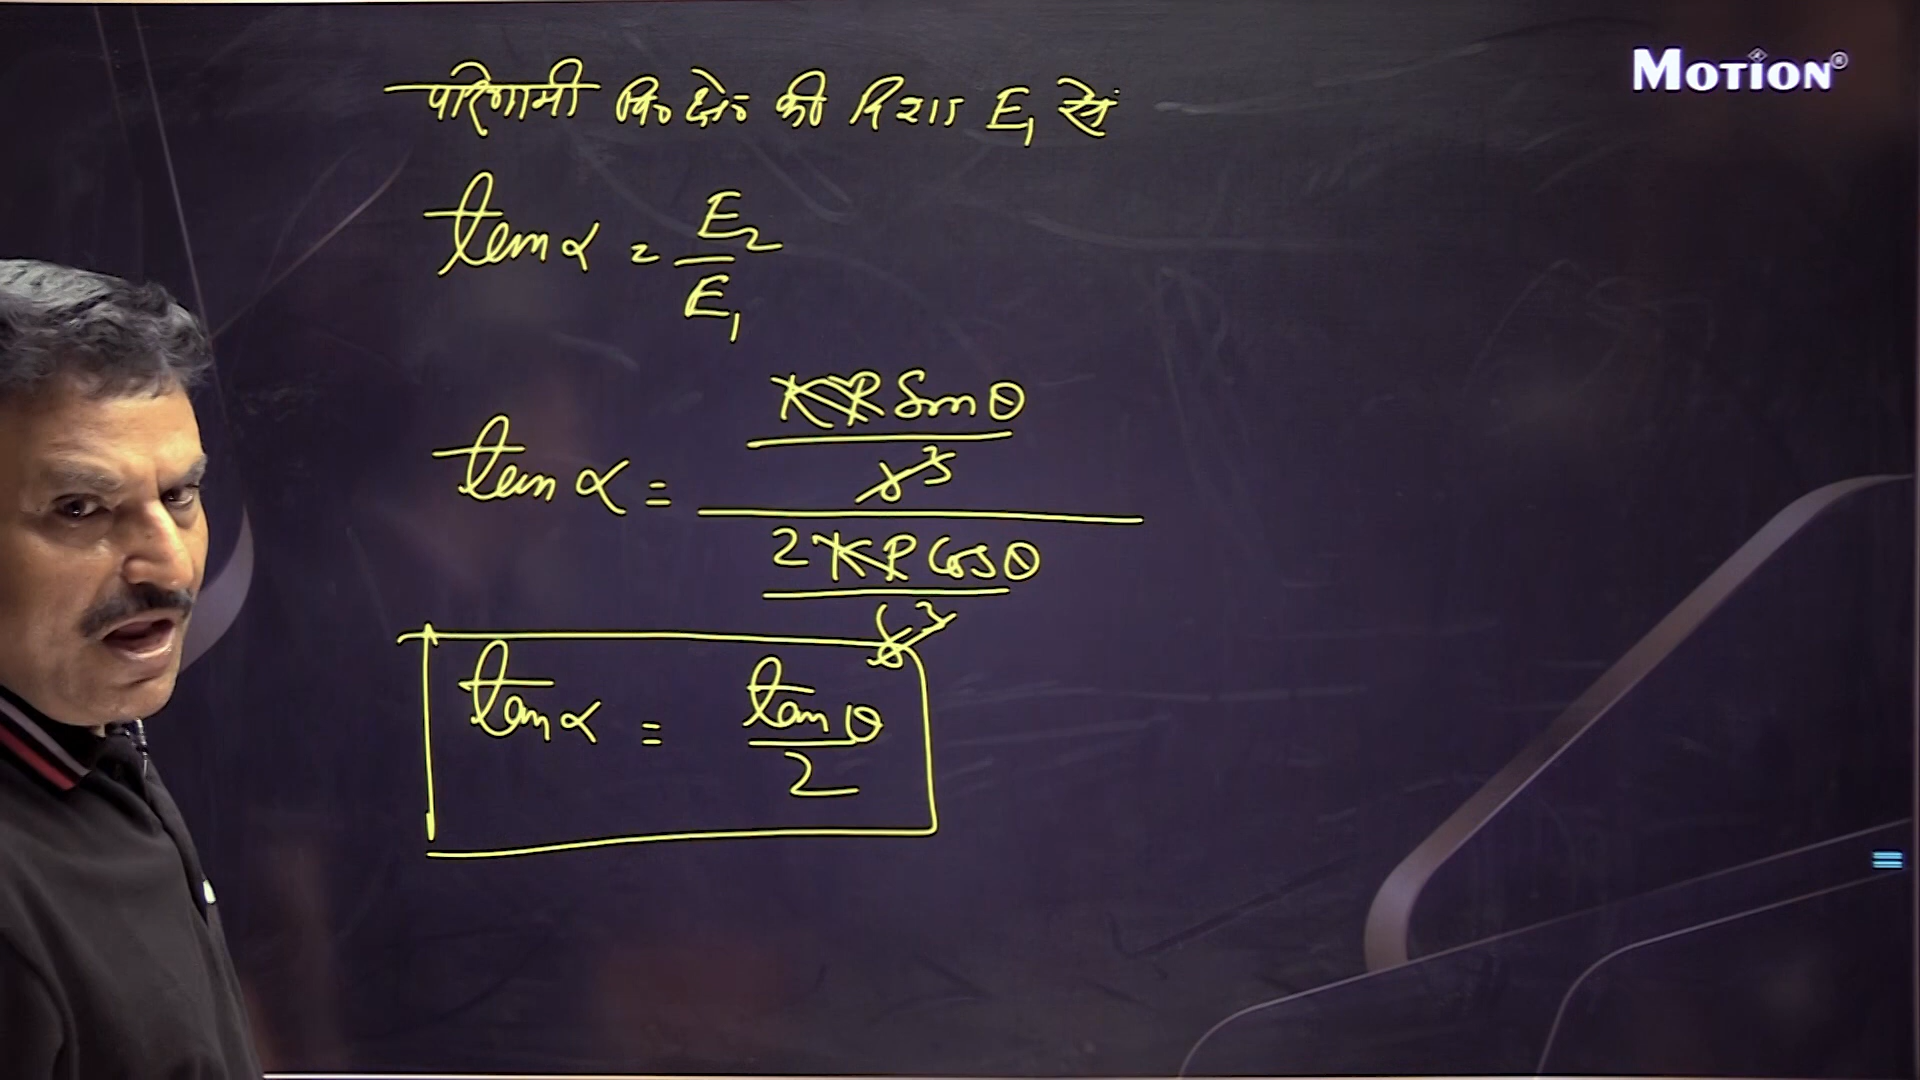 परिणामी वि० क्षे० की दिशा E₁ से
MOTION®
tan α = E₂/E₁
tan α = (KP Sin θ / r³) / (2KP Cos θ / r³)
tan α = tan θ / 2